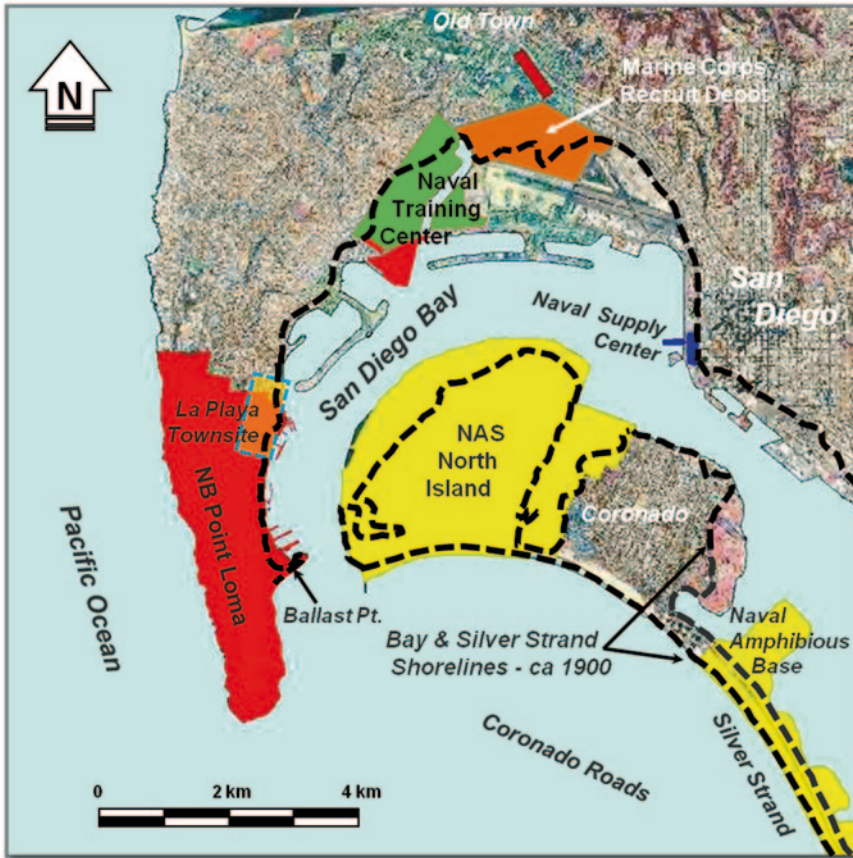 Old Town
N
Marine Corps
Recruit Depot
Naval
Training
Center
San
Diego
Naval Supply
Center
San Diego Bay
La Playa
Townsite
NAS
North
Island
NB Point Loma
Coronado
Pacific Ocean
Ballast Pt.
Bay & Silver Strand
Shorelines - ca 1900
Naval
Amphibious
Base
Coronado Roads
Silver Strand
0 2 km 4 km